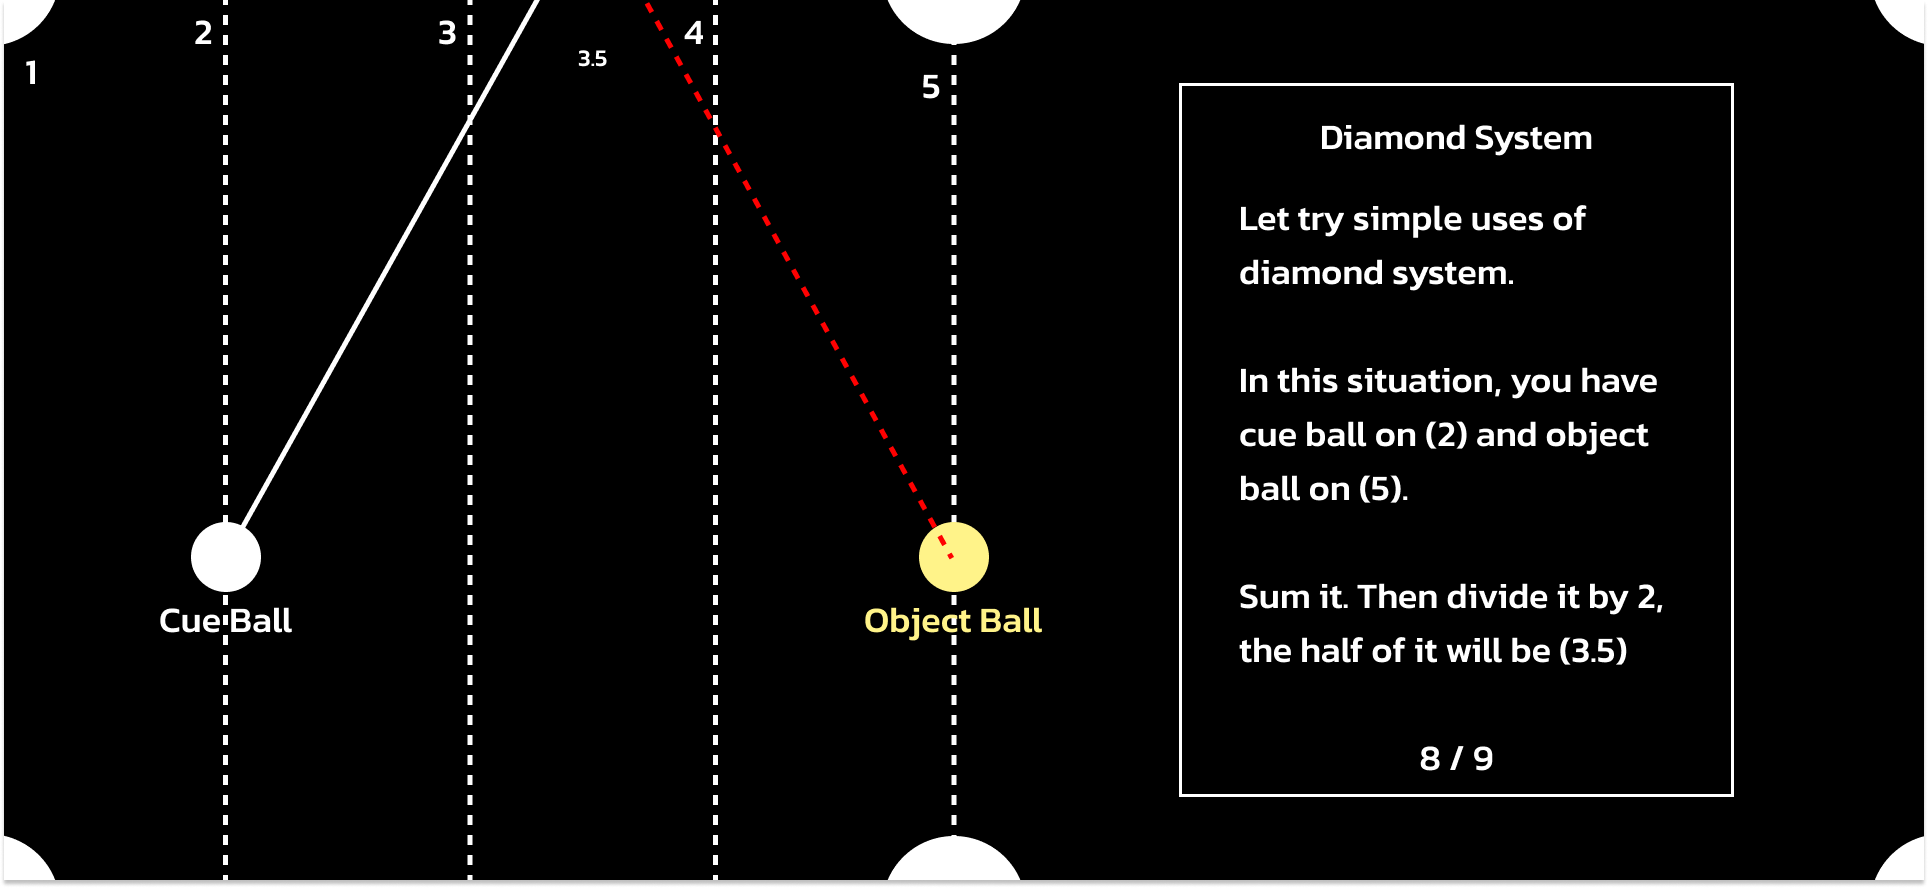 2
3
4
3.5
1
5
Diamond System
Let try simple uses of
diamond system.
In this situation, you have
cue ball on (2) and object
ball on (5).
Cue Ball
Object Ball
Sum it. Then divide it by 2,
the half of it will be (3.5)
8 / 9